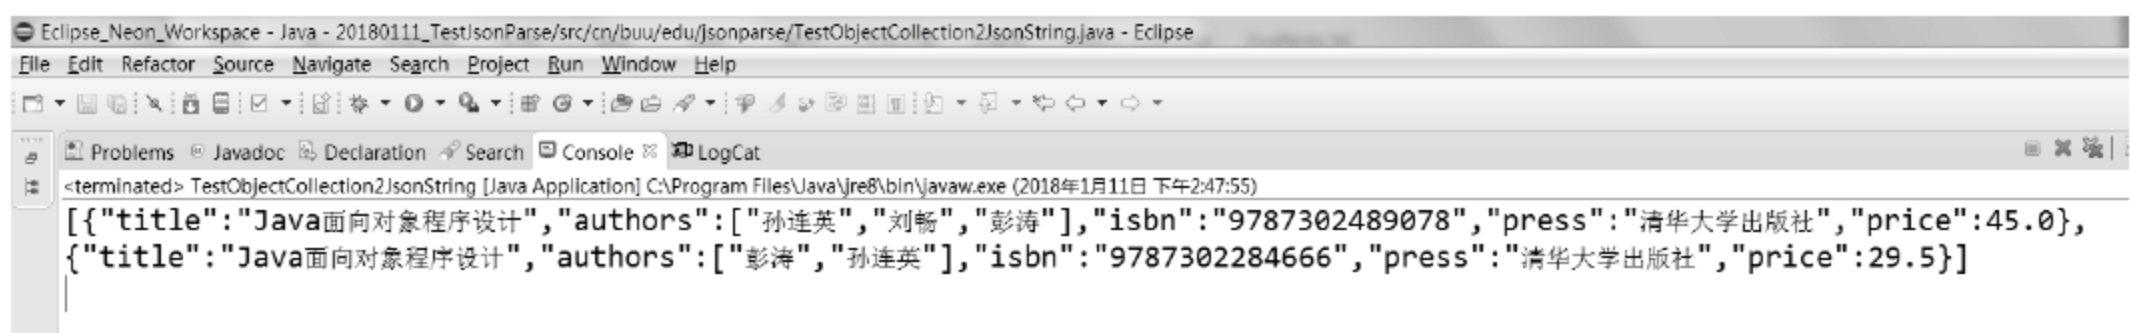 Eclipse_Neon_Workspace - Java - 20180111_TestJsonParse/src/cn/buu/edu/jsonparse/TestObjectCollection2JsonString.java - Eclipse
File Edit Refactor Source Navigate Search Project Run Window Help
Problems Javadoc Declaration Search Console LogCat
<terminated> TestObjectCollection2JsonString [Java Application] C:\Program Files\Java\jre8\bin\javaw.exe (2018年1月11日 下午2:47:55)
[{"title":"Java面向对象程序设计","authors":["孙连英","刘畅","彭涛"],"isbn":"9787302489078","press":"清华大学出版社","price":45.0},
{"title":"Java面向对象程序设计","authors":["彭涛","孙连英"],"isbn":"9787302284666","press":"清华大学出版社","price":29.5}]